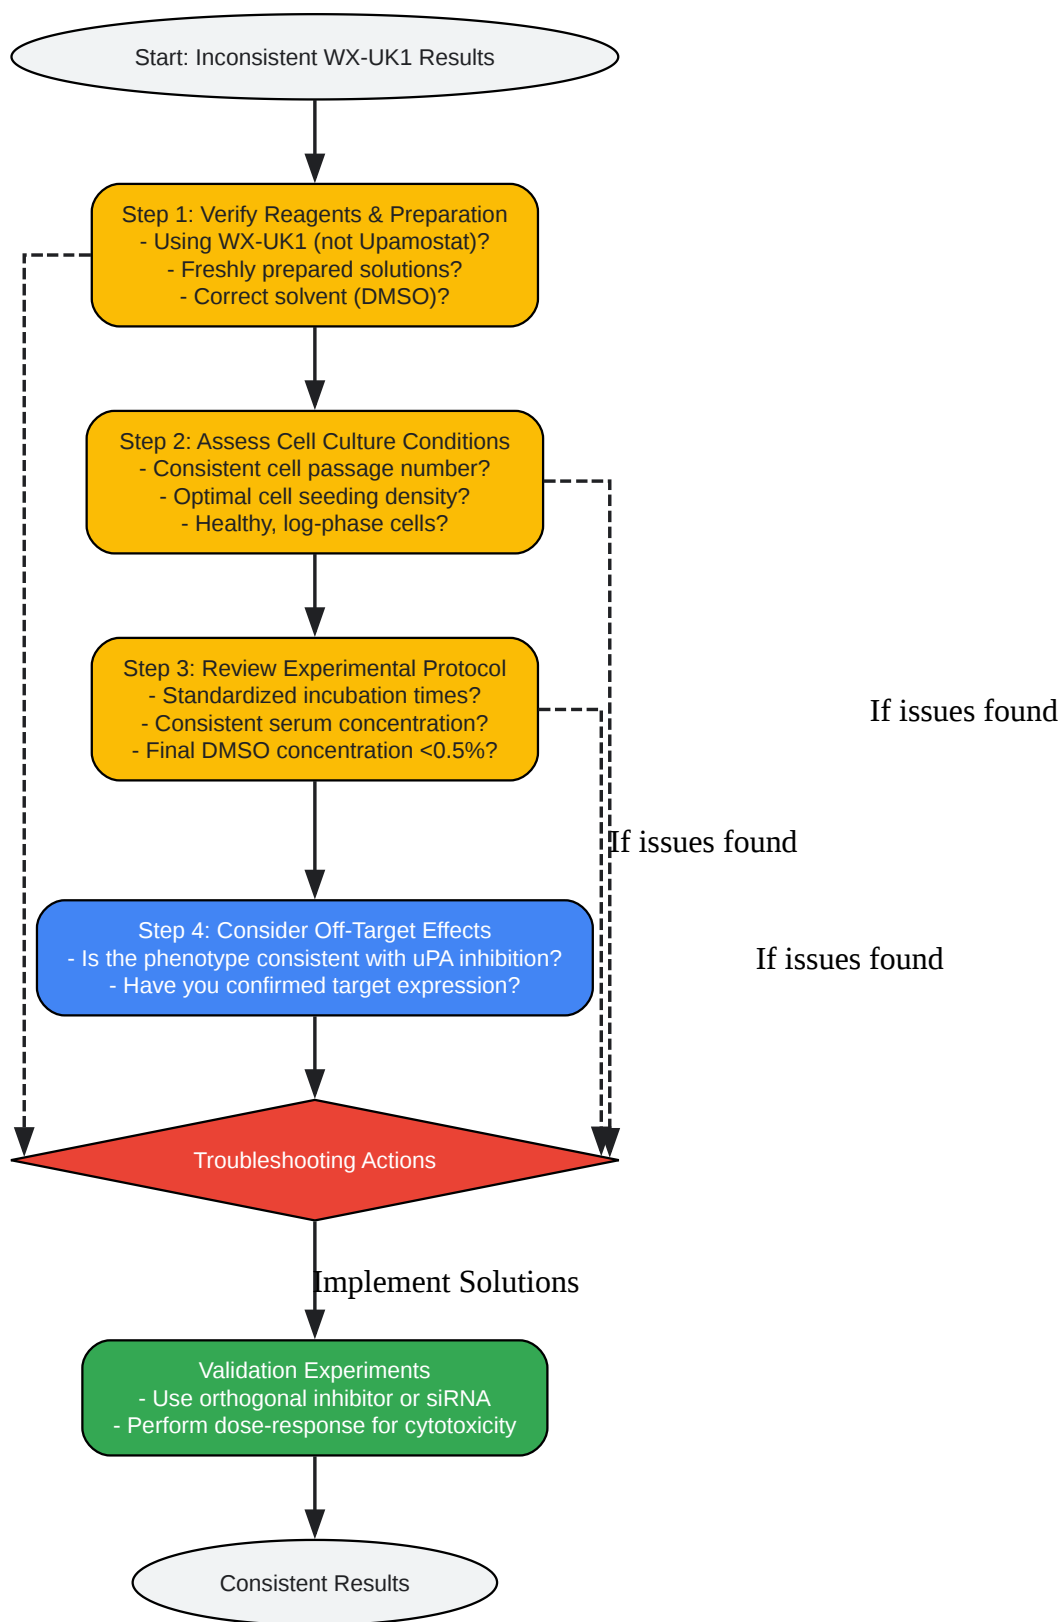 Start: Inconsistent WX-UK1 Results
Step 1: Verify Reagents & Preparation
- Using WX-UK1 (not Upamostat)?
- Freshly prepared solutions?
- Correct solvent (DMSO)?
Step 2: Assess Cell Culture Conditions
- Consistent cell passage number?
- Optimal cell seeding density?
- Healthy, log-phase cells?
Step 3: Review Experimental Protocol
- Standardized incubation times?
- Consistent serum concentration?
- Final DMSO concentration <0.5%?
If issues found
If issues found
Step 4: Consider Off-Target Effects
- Is the phenotype consistent with uPA inhibition?
- Have you confirmed target expression?
If issues found
Troubleshooting Actions
Implement Solutions
Validation Experiments
- Use orthogonal inhibitor or siRNA
- Perform dose-response for cytotoxicity
Consistent Results